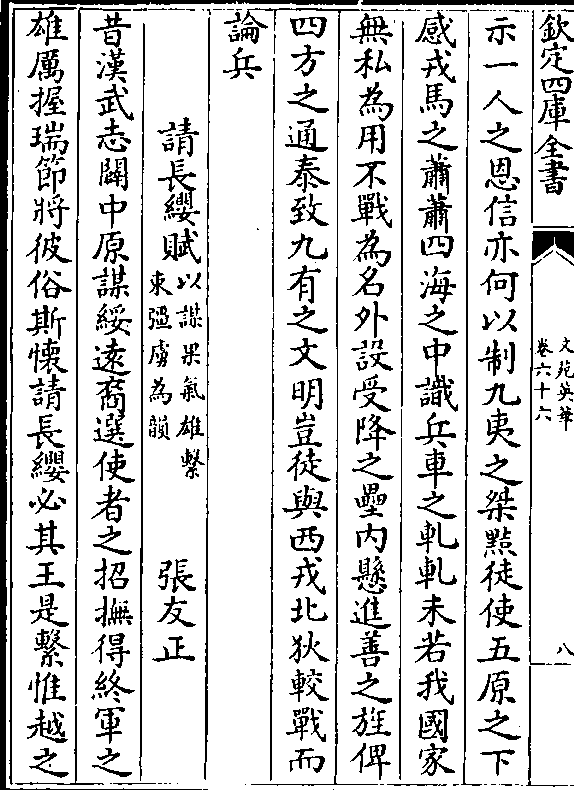 欽定四庫全書
文苑英華
卷六十六
八
示一人之恩信亦何以制九夷之桀黠徒使五原之下
感戎馬之蕭蕭四海之中識兵車之軋軋未若我國家
無私為用不戰為名外設受降之壘内懸進善之旌俾
四方之通泰致九有之文明豈徒與西戎北狄較戰而
論兵
請長纓賦以謀果氣雄繫
東彊虜為韻
張友正
昔漢武志闢中原謀綏遠裔選使者之招撫得終軍之
雄厲握瑞節將彼俗斯懷請長纓必其王是繫惟越之